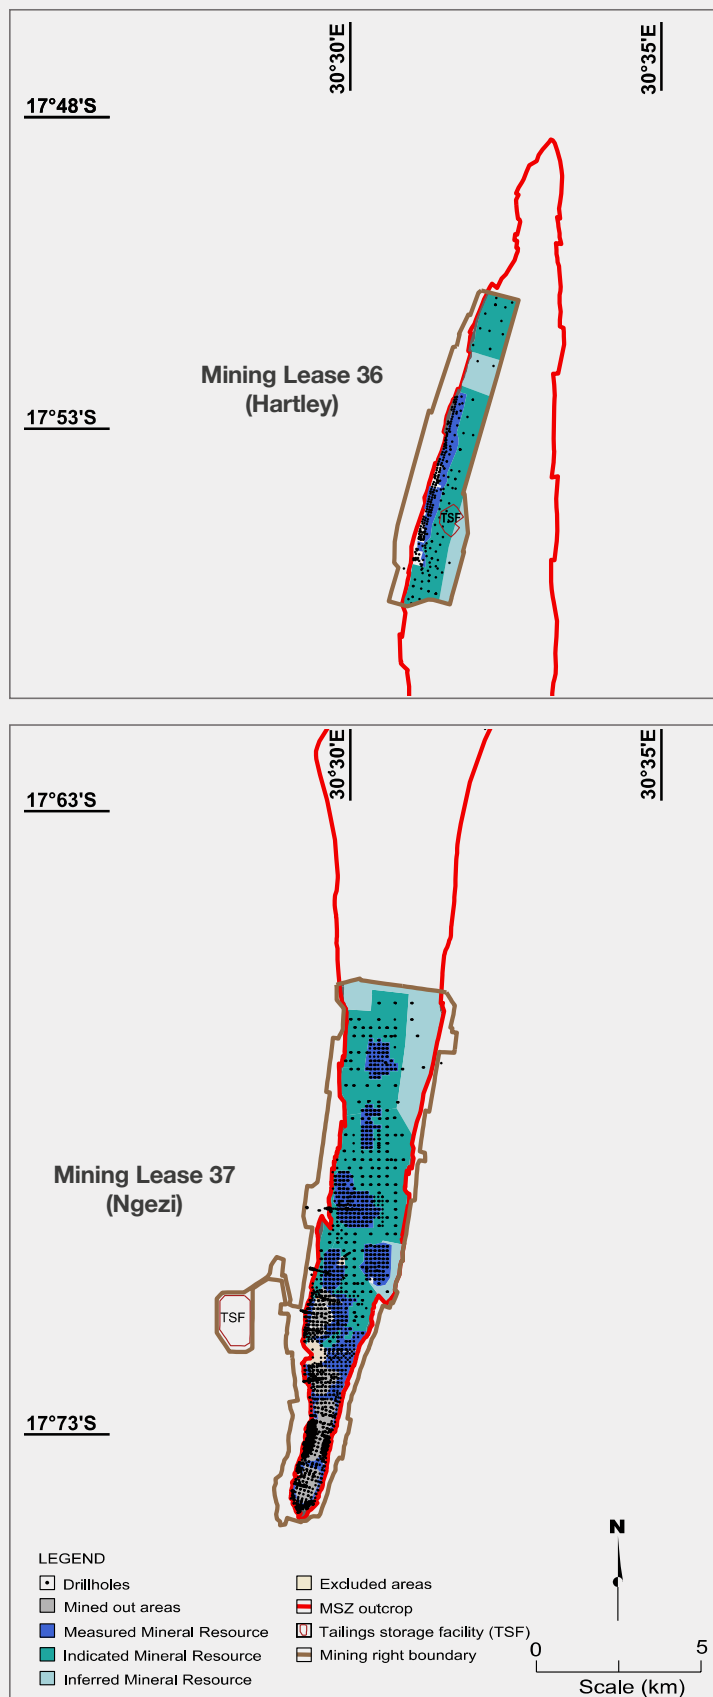 30°30'E
30°35'E
17°48'S
Mining Lease 36
(Hartley)
17°53'S
TSF
30°30'E
30°35'E
17°63'S
Mining Lease 37
(Ngezi)
TSF
17°73'S
N
LEGEND
Drillholes
Mined out areas
Measured Mineral Resource
Indicated Mineral Resource
Inferred Mineral Resource
Excluded areas
MSZ outcrop
Tailings storage facility (TSF)
Mining right boundary
0 5
Scale (km)